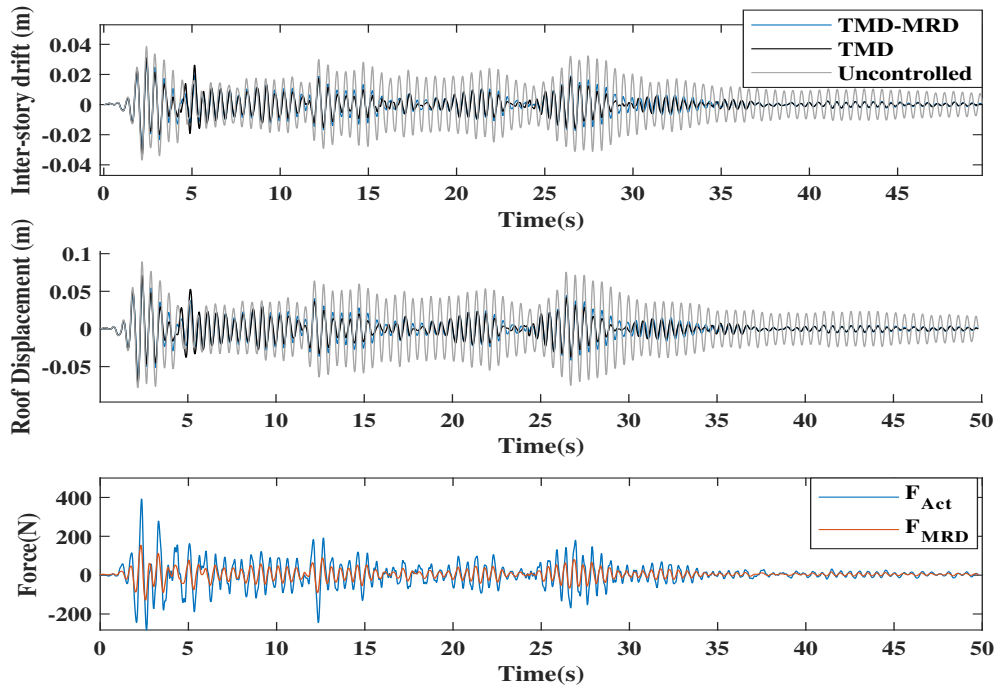 Inter-story drift (m)
0.04
0.02
0
-0.02
-0.04
TMD-MRD
TMD
Uncontrolled
0 5 10 15 20 25 30 35 40 45
Time(s)
Roof Displacement (m)
0.1
0.05
0
-0.05
5 10 15 20 25 30 35 40 45 50
Time(s)
Force(N)
400
200
0
-200
F_Act
F_MRD
0 5 10 15 20 25 30 35 40 45 50
Time(s)